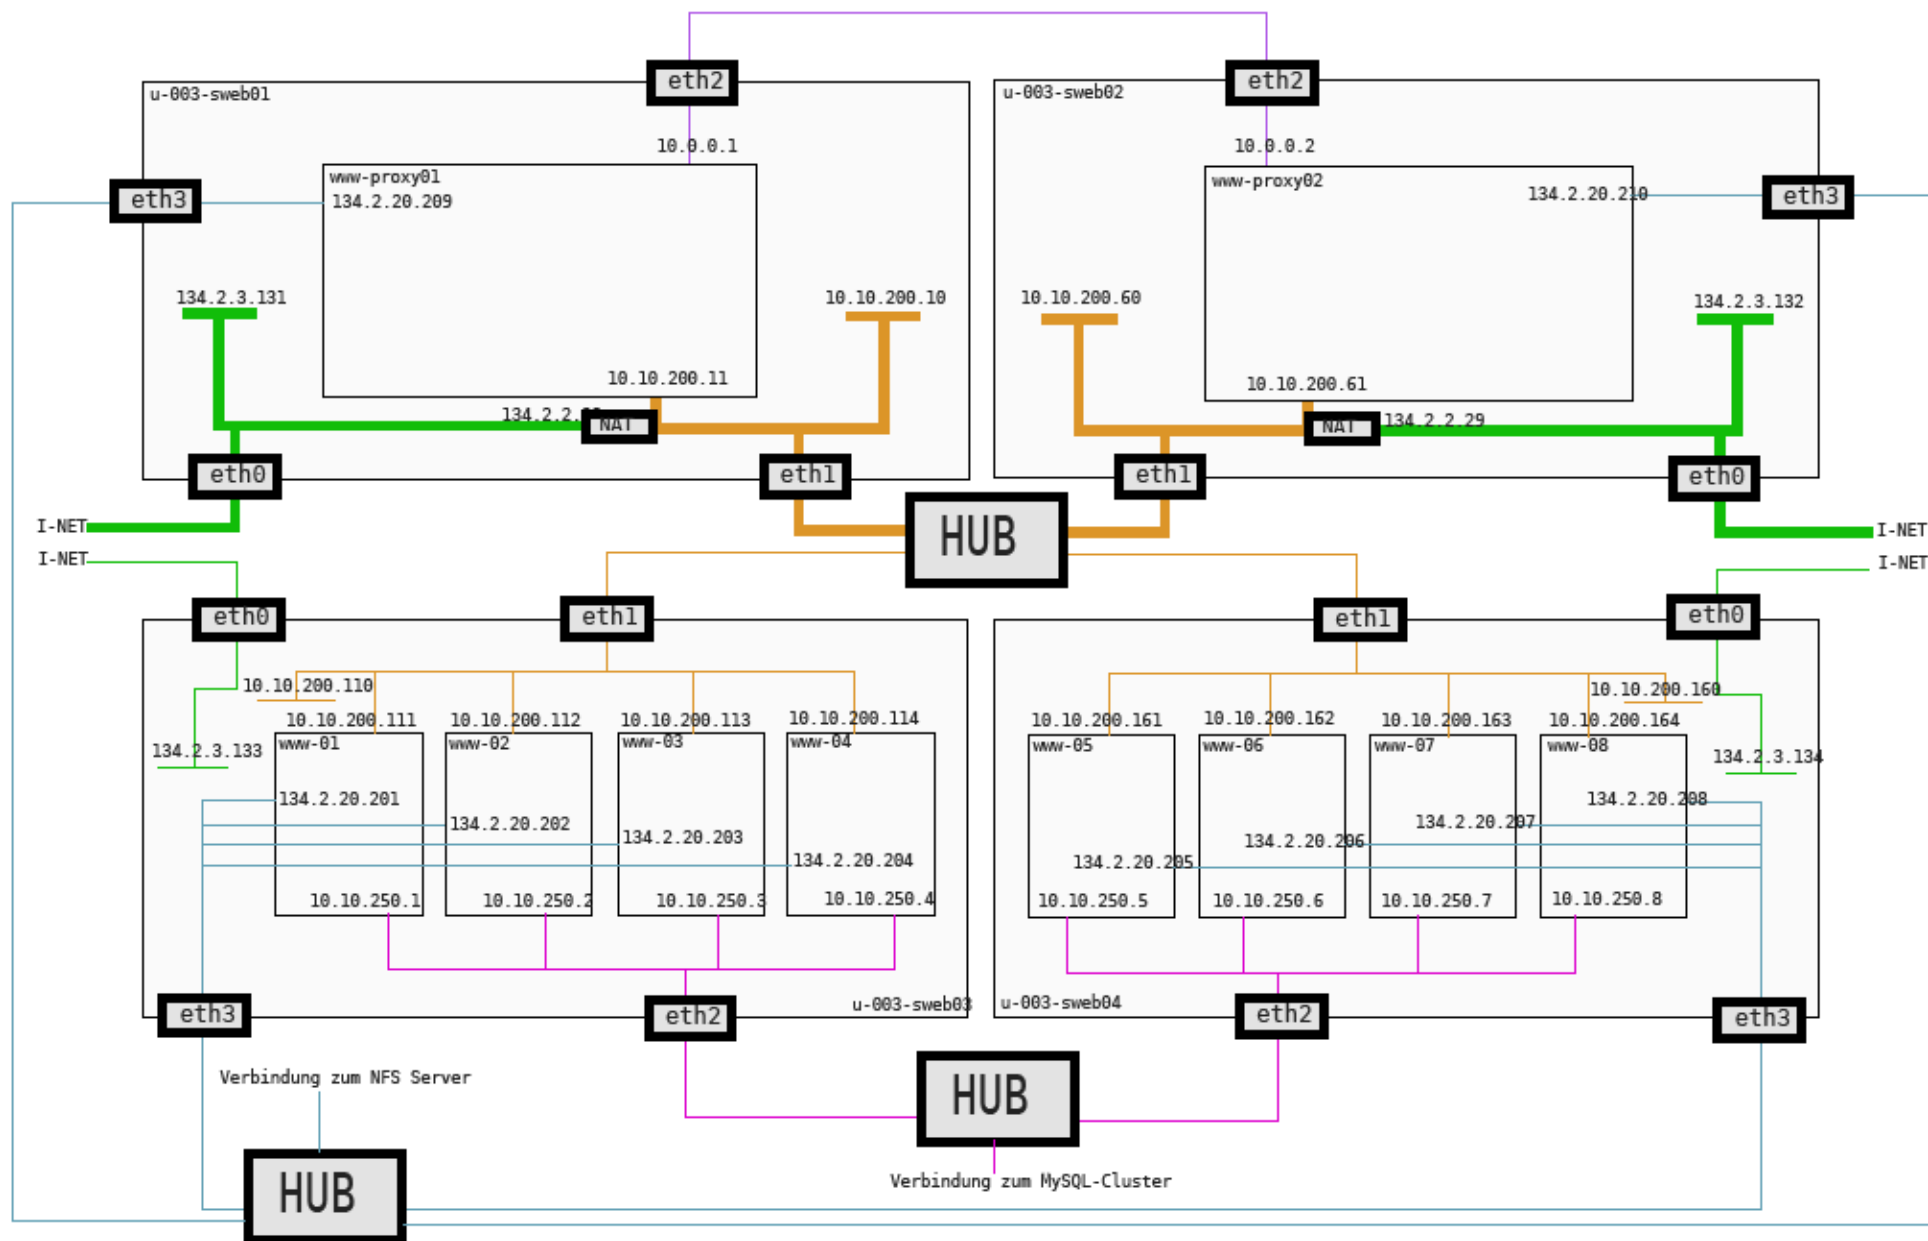 eth2
eth2
u-003-sweb01
u-003-sweb02
10.0.0.1
10.0.0.2
www-proxy01
www-proxy02
eth3
134.2.20.209
134.2.20.210
eth3
134.2.3.131
10.10.200.10
10.10.200.60
134.2.3.132
10.10.200.11
10.10.200.61
134.2.2.
NAT
NAT
134.2.2.29
eth0
eth1
eth1
eth0
I-NET
HUB
I-NET
I-NET
I-NET
eth0
eth1
eth1
eth0
10.10.200.110
10.10.200.160
10.10.200.111
10.10.200.112
10.10.200.113
10.10.200.114
10.10.200.161
10.10.200.162
10.10.200.163
10.10.200.164
www-01
www-02
www-03
www-04
www-05
www-06
www-07
www-08
134.2.3.133
134.2.3.134
134.2.20.201
134.2.20.202
134.2.20.203
134.2.20.204
134.2.20.208
134.2.20.207
134.2.20.206
134.2.20.205
10.10.250.1
10.10.250.2
10.10.250.3
10.10.250.4
10.10.250.5
10.10.250.6
10.10.250.7
10.10.250.8
u-003-sweb03
u-003-sweb04
eth3
eth2
eth2
eth3
Verbindung zum NFS Server
HUB
Verbindung zum MySQL-Cluster
HUB